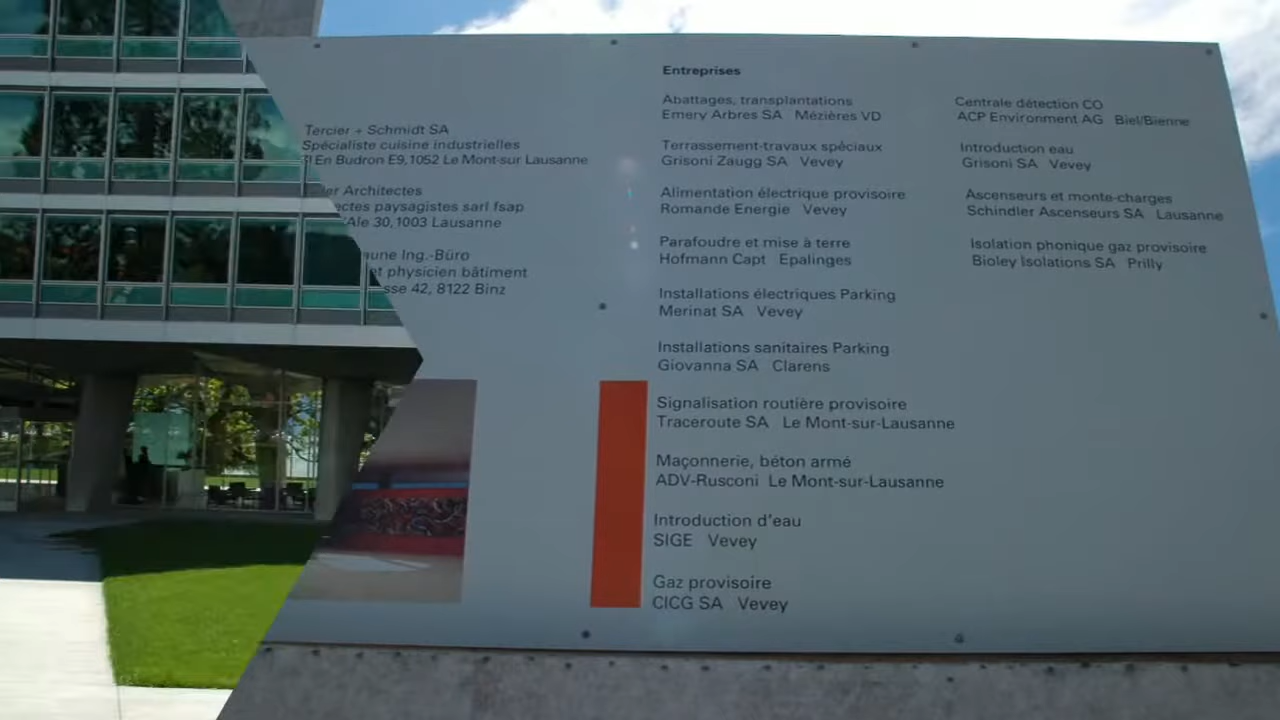 Tercier + Schmidt SA
Spécialiste cuisine industrielles
En Budron E9, 1052 Le Mont-sur Lausanne
Architectes
paysagistes sarl fsap
30, 1003 Lausanne
Ing.-Büro
et physicien bâtiment
42, 8122 Binz
Entreprises
Abattages, transplantations
Emery Arbres SA Mézières VD
Terrassement-travaux spéciaux
Grisoni Zaugg SA Vevey
Alimentation électrique provisoire
Romande Energie Vevey
Parafoudre et mise à terre
Hofmann Capt Epalinges
Installations électriques Parking
Merinat SA Vevey
Installations sanitaires Parking
Giovanna SA Clarens
Signalisation routière provisoire
Traceroute SA Le Mont-sur-Lausanne
Maçonnerie, béton armé
ADV-Rusconi Le Mont-sur-Lausanne
Introduction d'eau
SIGE Vevey
Gaz provisoire
CICG SA Vevey
Centrale détection CO
ACP Environment AG Biel/Bienne
Introduction eau
Grisoni SA Vevey
Ascenseurs et monte-charges
Schindler Ascenseurs SA Lausanne
Isolation phonique gaz provisoire
Bioley Isolations SA Prilly